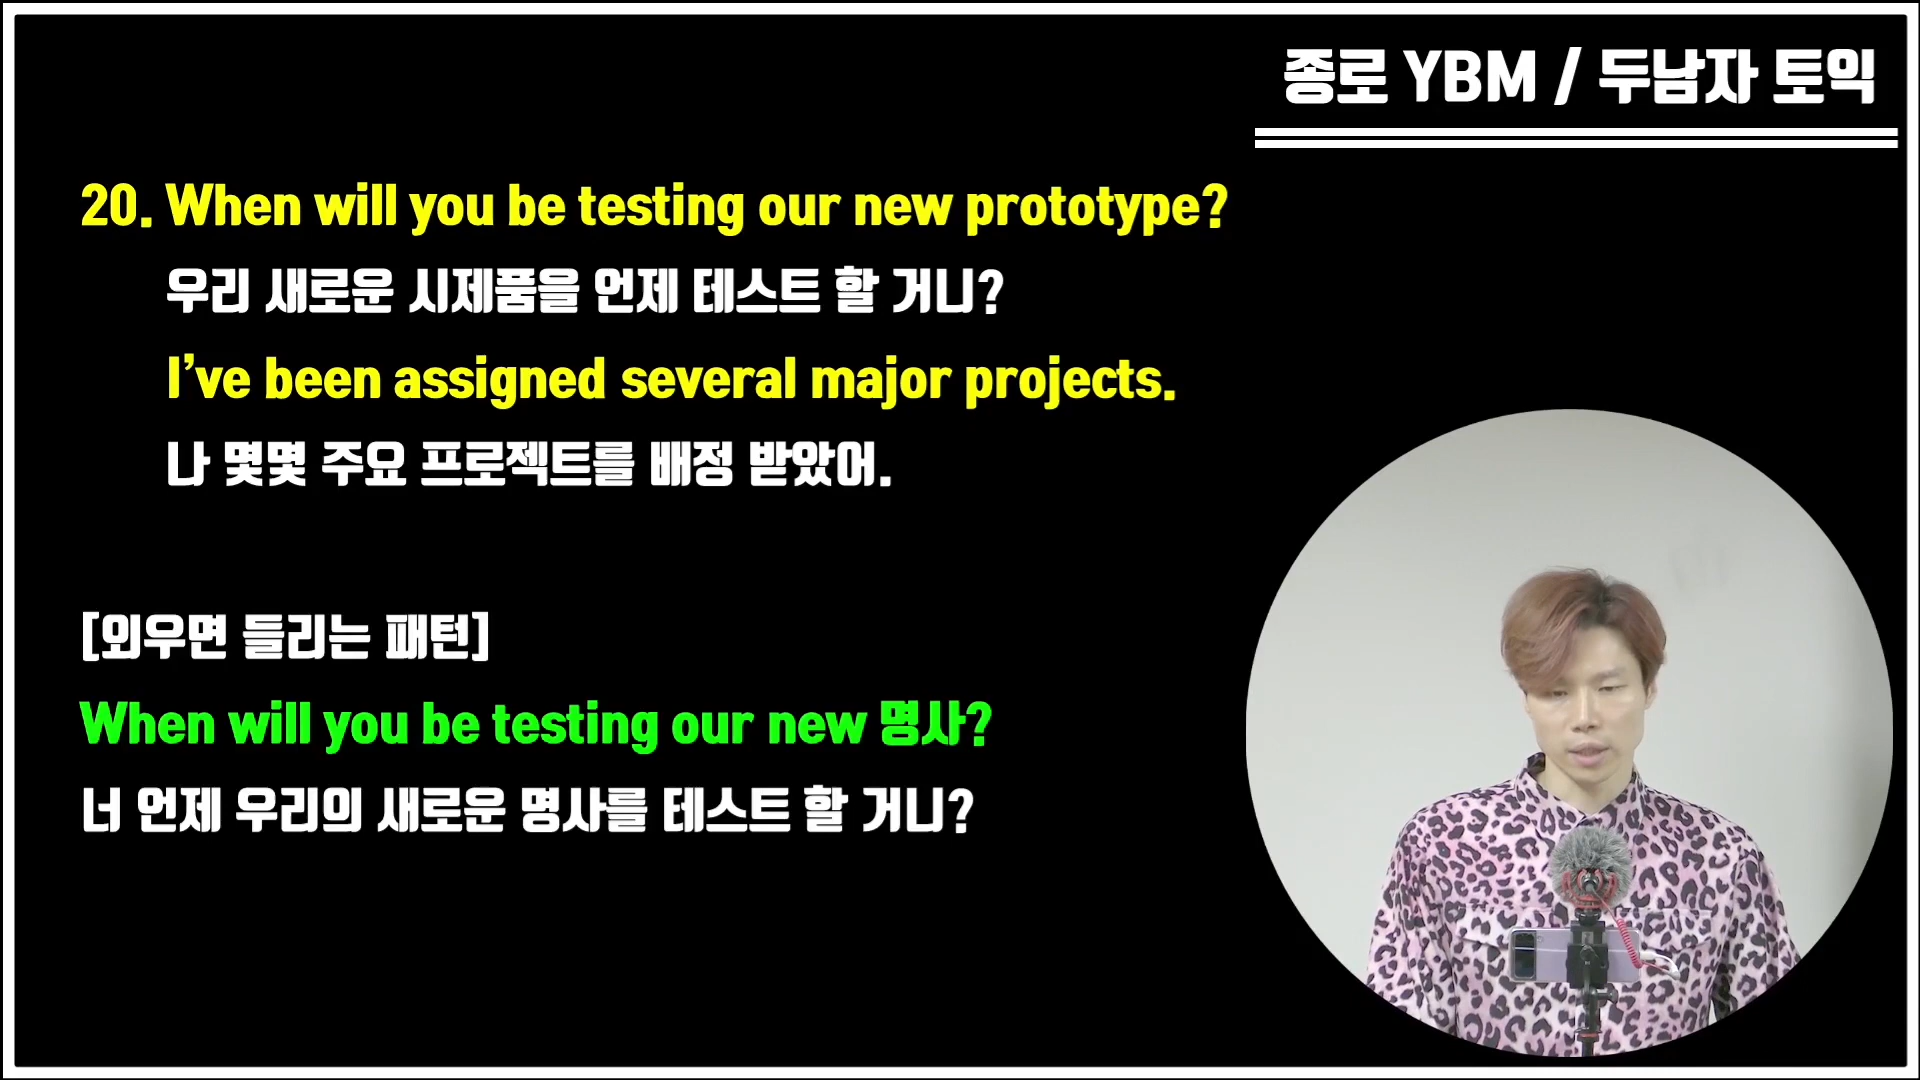 종로 YBM / 두남자 토익
20. When will you be testing our new prototype?
우리 새로운 시제품을 언제 테스트 할 거니?
I’ve been assigned several major projects.
나 몇몇 주요 프로젝트를 배정 받았어.
[외우면 들리는 패턴]
When will you be testing our new 명사?
너 언제 우리의 새로운 명사를 테스트 할 거니?